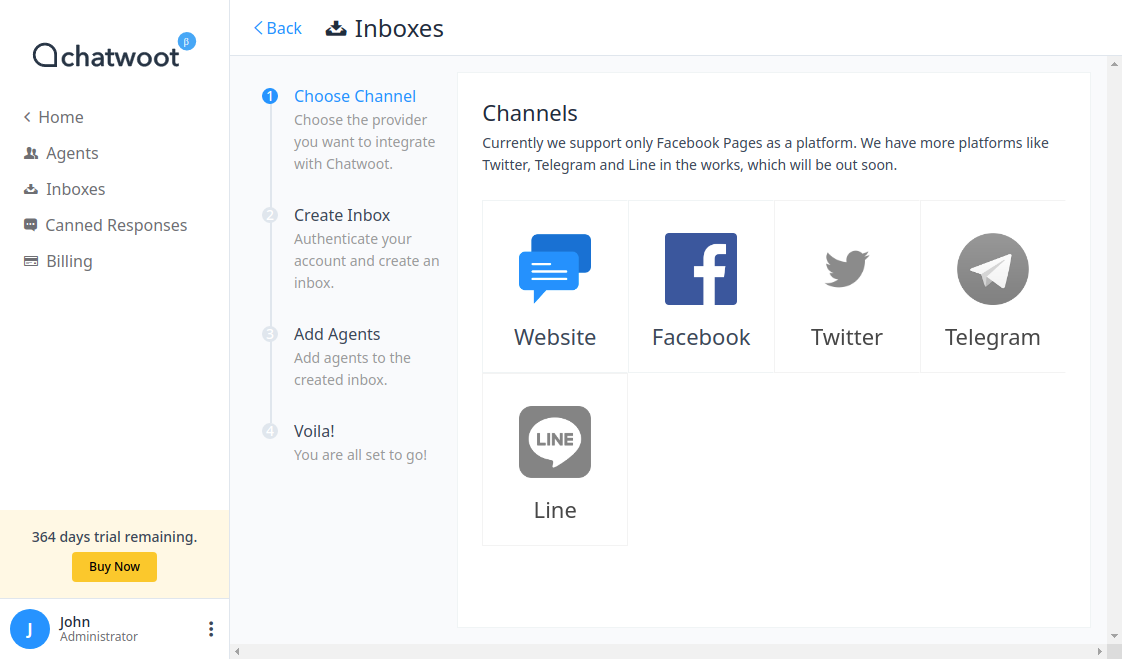 chatwoot β
Home
Agents
Inboxes
Canned Responses
Billing
364 days trial remaining.
Buy Now
J
John
Administrator
Back
Inboxes
1
Choose Channel
Choose the provider
you want to integrate
with Chatwoot.
2
Create Inbox
Authenticate your
account and create an
inbox.
3
Add Agents
Add agents to the
created inbox.
4
Voila!
You are all set to go!
Channels
Currently we support only Facebook Pages as a platform. We have more platforms like
Twitter, Telegram and Line in the works, which will be out soon.
Website
Facebook
Twitter
Telegram
LINE
Line